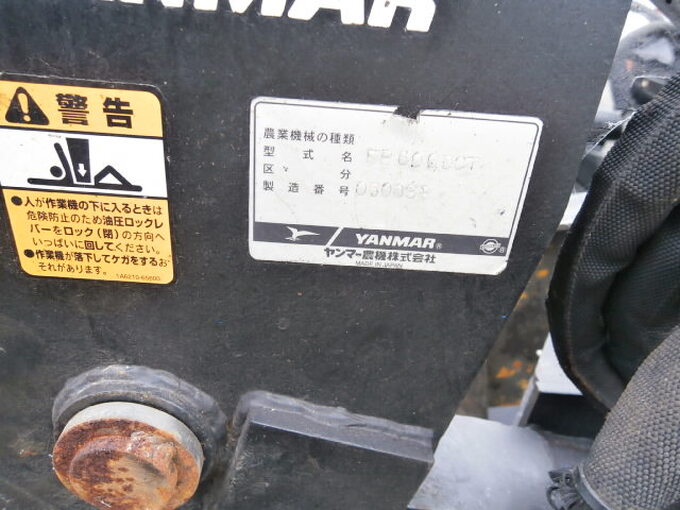 YANMAR
警告
●人が作業機の下に入るときは
危険防止のため油圧ロックレ
バーをロック(閉)の方向へ
いっぱいに回してください。
●作業機が落下してケガをするお
それがあります。
農業機械の種類
型式名
区分
製造番号
YANMAR
ヤンマー農機株式会社
MADE IN JAPAN